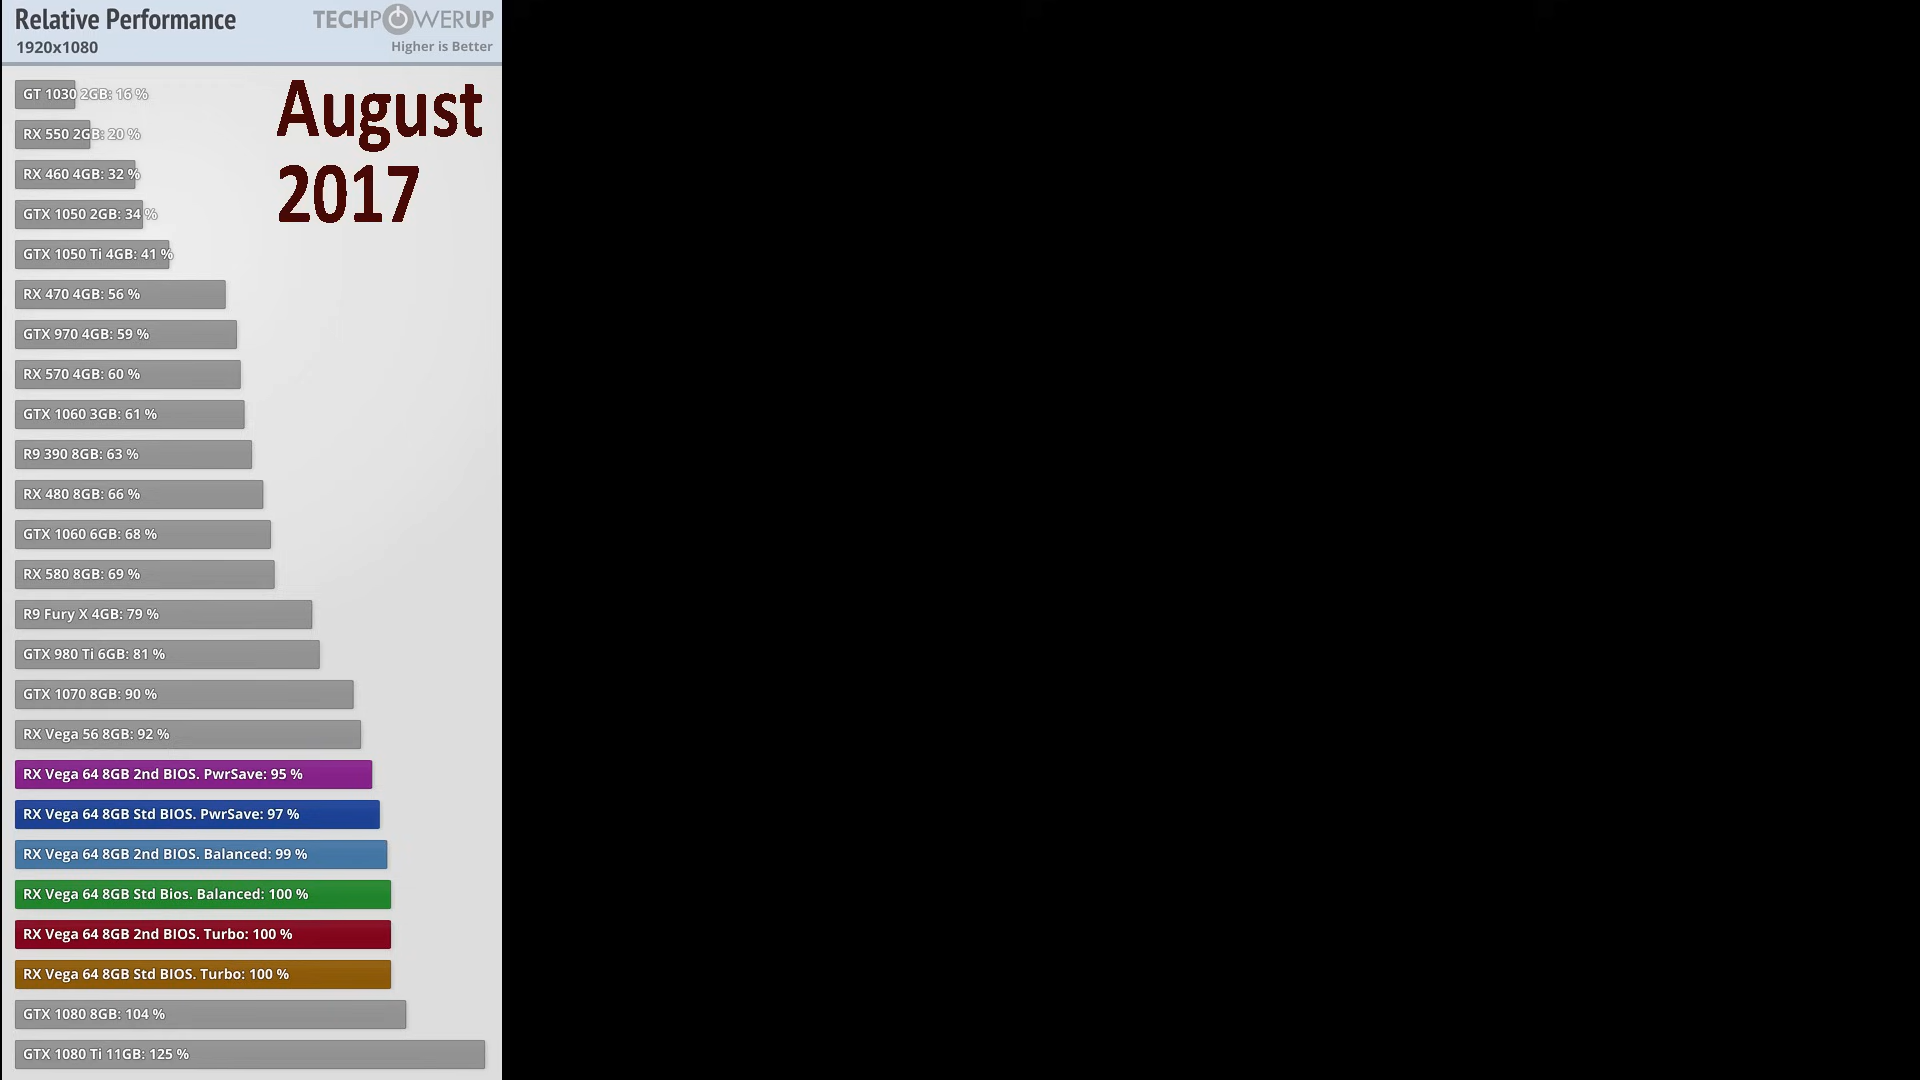 Relative Performance
TECHPOWERUP
1920x1080
Higher is Better
August
2017
GT 1030 2GB: 16 %
RX 550 2GB: 20 %
RX 460 4GB: 32 %
GTX 1050 2GB: 34 %
GTX 1050 Ti 4GB: 41 %
RX 470 4GB: 56 %
GTX 970 4GB: 59 %
RX 570 4GB: 60 %
GTX 1060 3GB: 61 %
R9 390 8GB: 63 %
RX 480 8GB: 66 %
GTX 1060 6GB: 68 %
RX 580 8GB: 69 %
R9 Fury X 4GB: 79 %
GTX 980 Ti 6GB: 81 %
GTX 1070 8GB: 90 %
RX Vega 56 8GB: 92 %
RX Vega 64 8GB 2nd BIOS. PwrSave: 95 %
RX Vega 64 8GB Std BIOS. PwrSave: 97 %
RX Vega 64 8GB 2nd BIOS. Balanced: 99 %
RX Vega 64 8GB Std Bios. Balanced: 100 %
RX Vega 64 8GB 2nd BIOS. Turbo: 100 %
RX Vega 64 8GB Std BIOS. Turbo: 100 %
GTX 1080 8GB: 104 %
GTX 1080 Ti 11GB: 125 %